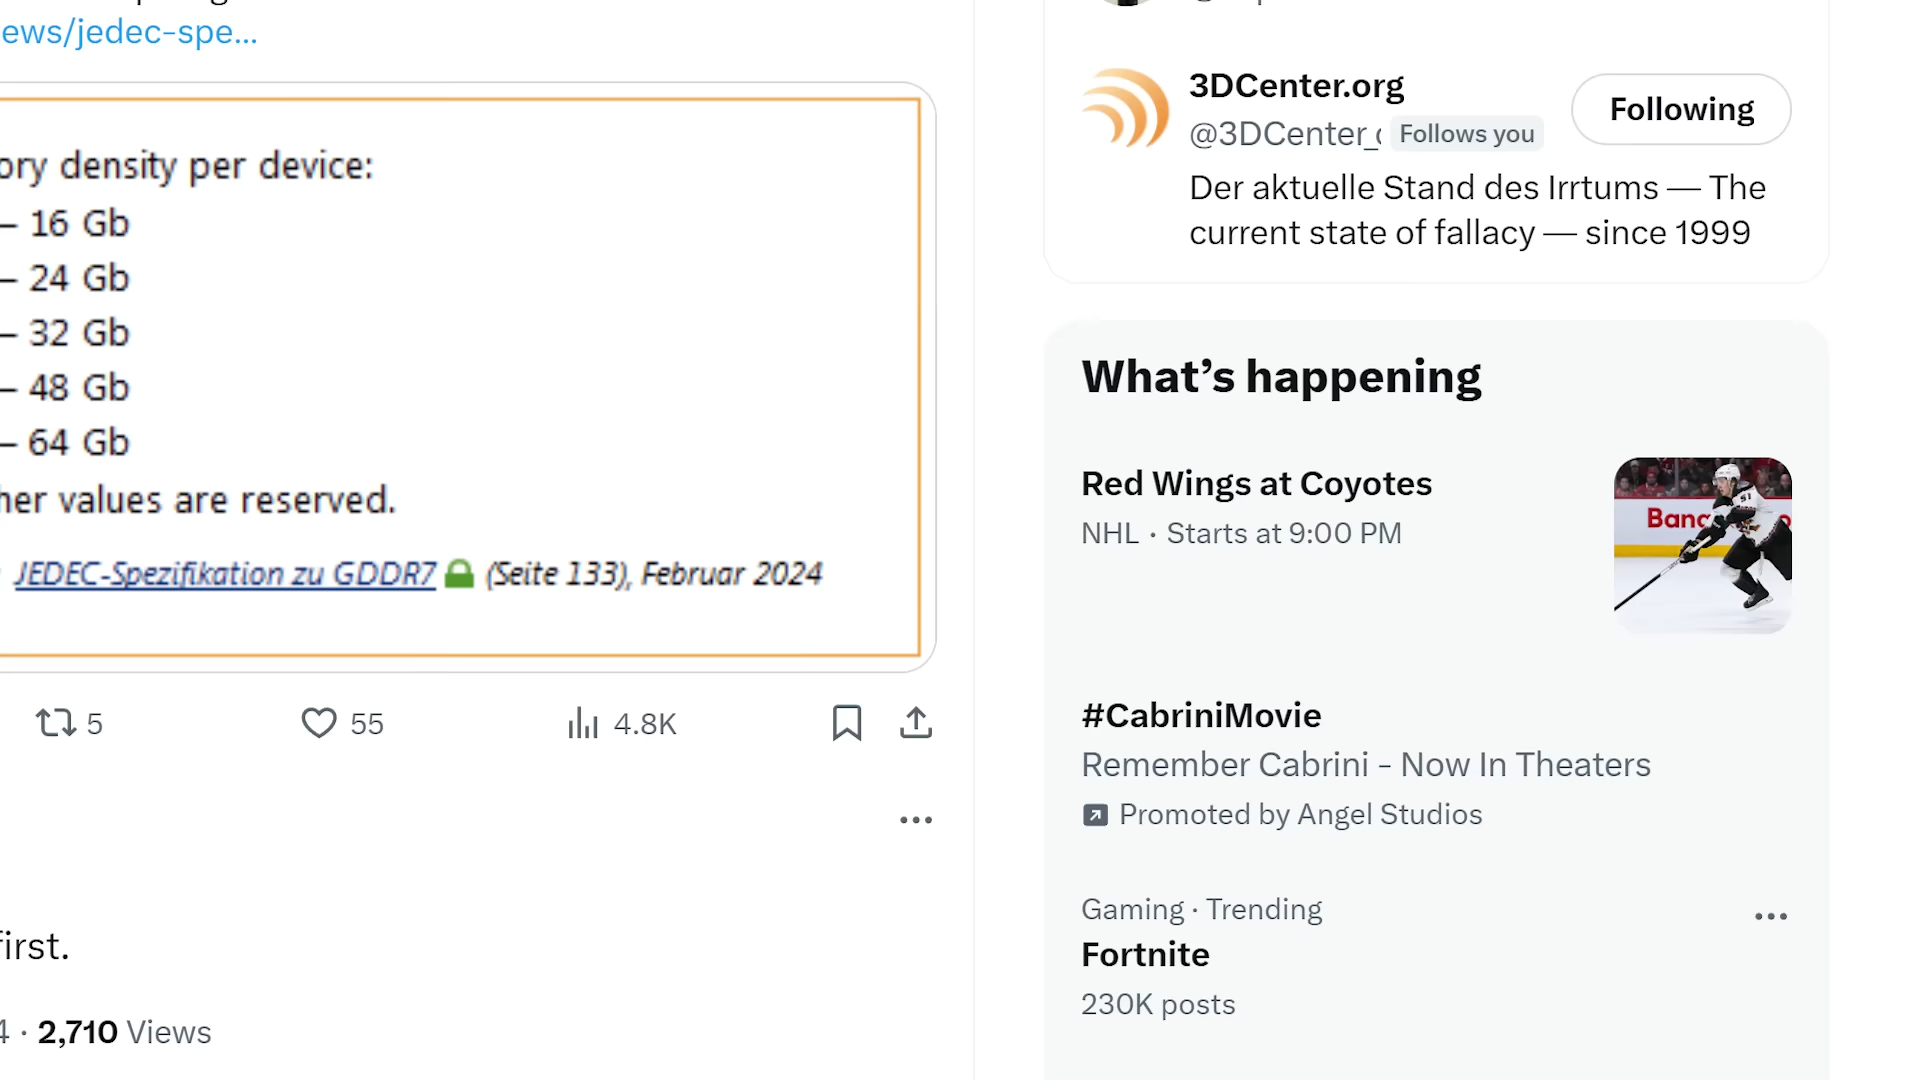 ews/jedec-spe...
ory density per device:
– 16 Gb
– 24 Gb
– 32 Gb
– 48 Gb
– 64 Gb
her values are reserved.
JEDEC-Spezifikation zu GDDR7 (Seite 133), Februar 2024
5
55
4.8K
first.
4 · 2,710 Views
3DCenter.org
@3DCenter_
Follows you
Following
Der aktuelle Stand des Irrtums — The
current state of fallacy — since 1999
What's happening
Red Wings at Coyotes
NHL · Starts at 9:00 PM
#CabriniMovie
Remember Cabrini - Now In Theaters
Promoted by Angel Studios
Gaming · Trending
Fortnite
230K posts